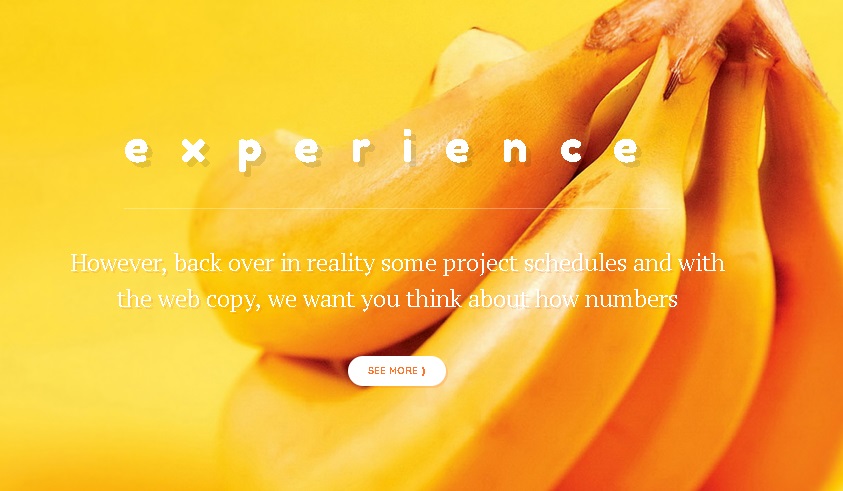 experience
However, back over in reality some project schedules and with
the web copy, we want you think about how numbers
SEE MORE ⟩